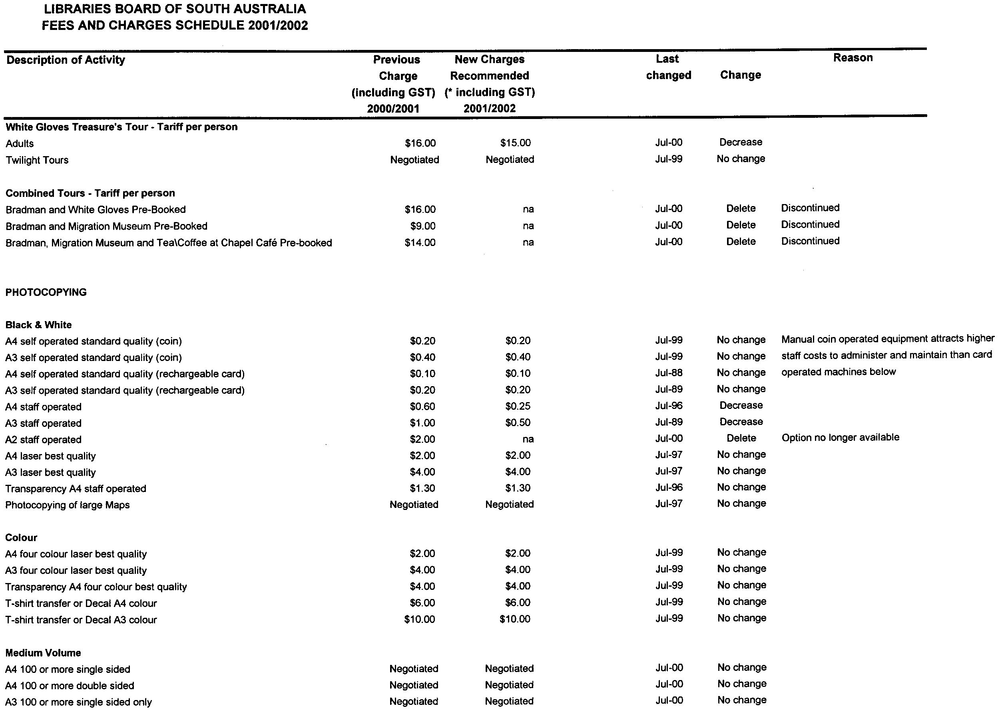 LIBRARIES BOARD OF SOUTH AUSTRALIA
FEES AND CHARGES SCHEDULE 2001/2002
Description of Activity Previous New Charges Last Reason
Charge Recommended changed Change
(including GST) (* including GST)
2000/2001 2001/2002
White Gloves Treasure's Tour - Tariff per person
Adults $16.00 $15.00 Jul-00 Decrease
Twilight Tours Negotiated Negotiated Jul-99 No change
Combined Tours - Tariff per person
Bradman and White Gloves Pre-Booked $16.00 na Jul-00 Delete Discontinued
Bradman and Migration Museum Pre-Booked $9.00 na Jul-00 Delete Discontinued
Bradman, Migration Museum and Tea\Coffee at Chapel Café Pre-booked $14.00 na Jul-00 Delete Discontinued
PHOTOCOPYING
Black & White
A4 self operated standard quality (coin) $0.20 $0.20 Jul-99 No change Manual coin operated equipment attracts higher
A3 self operated standard quality (coin) $0.40 $0.40 Jul-99 No change staff costs to administer and maintain than card
A4 self operated standard quality (rechargeable card) $0.10 $0.10 Jul-88 No change operated machines below
A3 self operated standard quality (rechargeable card) $0.20 $0.20 Jul-89 No change
A4 staff operated $0.60 $0.25 Jul-96 Decrease
A3 staff operated $1.00 $0.50 Jul-89 Decrease
A2 staff operated $2.00 na Jul-00 Delete Option no longer available
A4 laser best quality $2.00 $2.00 Jul-97 No change
A3 laser best quality $4.00 $4.00 Jul-97 No change
Transparency A4 staff operated $1.30 $1.30 Jul-96 No change
Photocopying of large Maps Negotiated Negotiated Jul-97 No change
Colour
A4 four colour laser best quality $2.00 $2.00 Jul-99 No change
A3 four colour laser best quality $4.00 $4.00 Jul-99 No change
Transparency A4 four colour best quality $4.00 $4.00 Jul-99 No change
T-shirt transfer or Decal A4 colour $6.00 $6.00 Jul-99 No change
T-shirt transfer or Decal A3 colour $10.00 $10.00 Jul-99 No change
Medium Volume
A4 100 or more single sided Negotiated Negotiated Jul-00 No change
A4 100 or more double sided Negotiated Negotiated Jul-00 No change
A3 100 or more single sided only Negotiated Negotiated Jul-00 No change